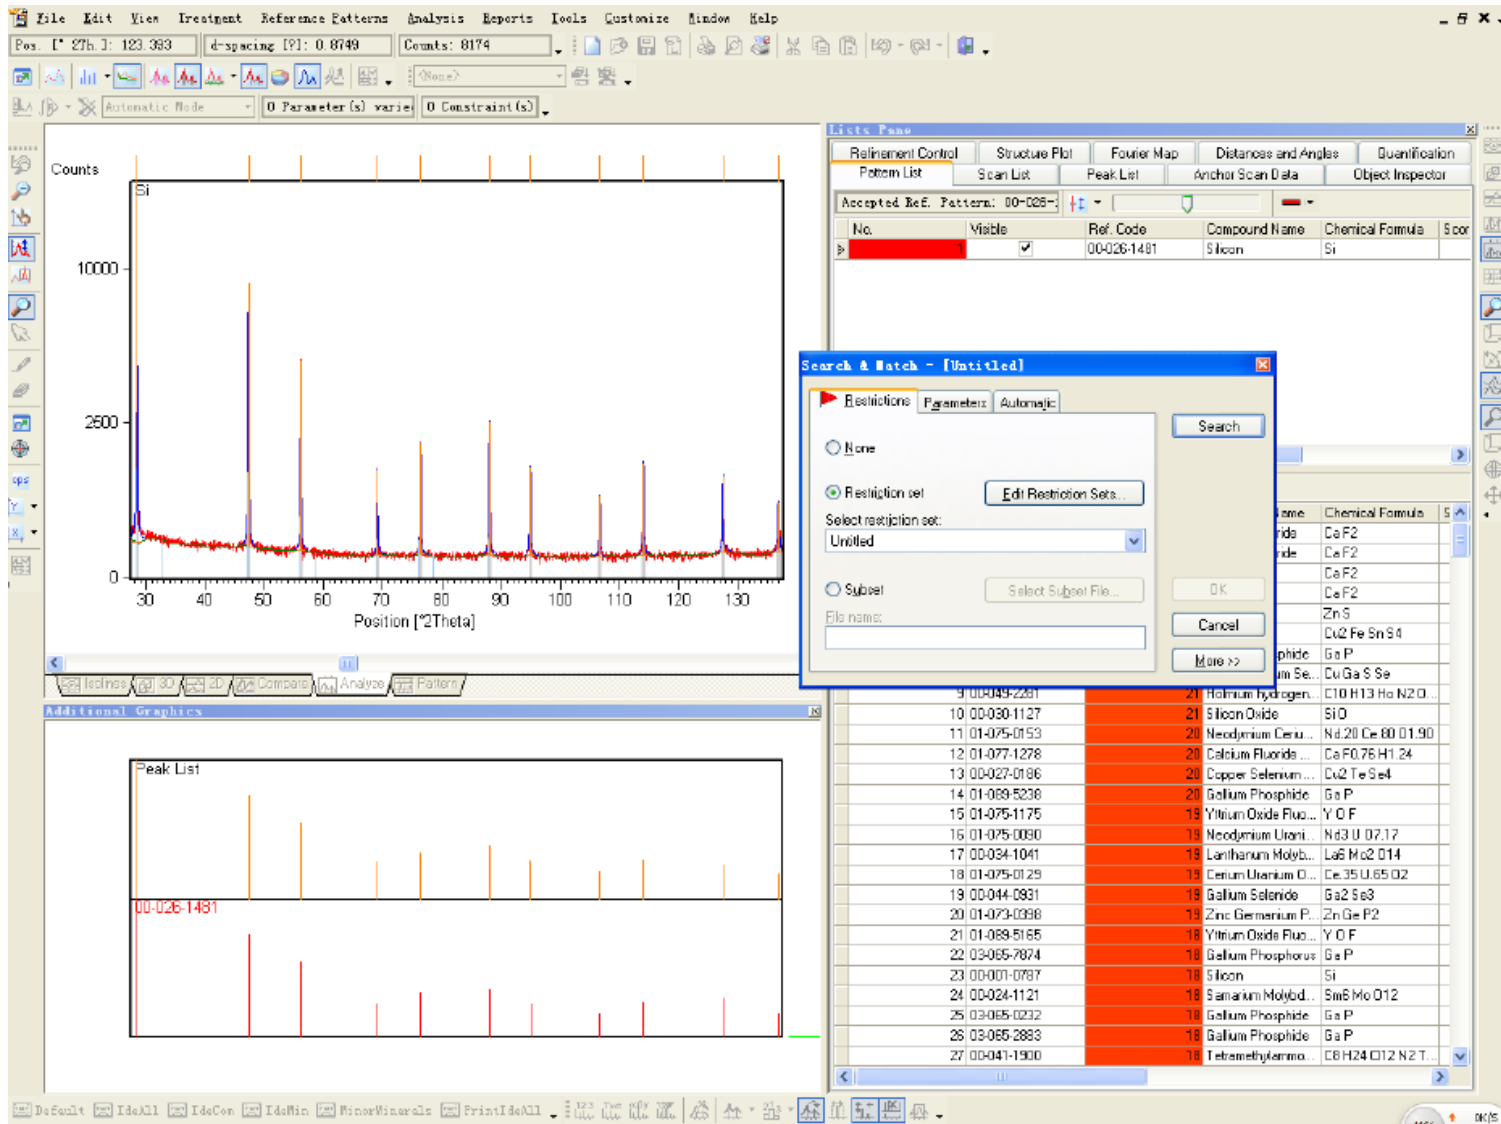 File Edit View Treatment Reference Patterns Analysis Reports Tools Customize Window Help
Pos. [° 2Th.]: 123.393 d-spacing [?]: 0.8749 Counts: 8174
(None)
Automatic Mode 0 Parameter(s) varie 0 Constraint(s)
Counts
Si
10000
2500
0
30 40 50 60 70 80 90 100 110 120 130
Position [°2Theta]
Isolines 3D 2D Compare Analyze Pattern
Additional Graphics
Peak List
00-026-1481
Lists Pane
Refinement Control Structure Plot Fourier Map Distances and Angles Quantification
Pattern List Scan List Peak List Anchor Scan Data Object Inspector
Accepted Ref. Pattern: 00-026-
No. Visible Ref. Code Compound Name Chemical Formula Scor
1 00-026-1481 Silicon Si
Search & Match - [Untitled]
Restrictions Parameters Automatic
None
Restriction set Edit Restriction Sets...
Select restriction set:
Untitled
Subset Select Subset File...
File name:
Search
OK
Cancel
More >>
ame Chemical Formula S
ride CaF2
ride CaF2
CaF2
CaF2
ZnS
Cu2 Fe Sn S4
sphide Ga P
um Se... Cu Ga S Se
9 00-049-2281 21 Holmium hydrogen... C10 H13 Ho N2 O...
10 00-030-1127 21 Silicon Oxide Si O
11 01-075-0153 20 Neodymium Ceriu... Nd.20 Ce.80 O1.90
12 01-077-1278 20 Calcium Fluoride ... Ca F0.76 H1.24
13 00-027-0186 20 Copper Selenium ... Cu2 Te Se4
14 01-089-5238 20 Gallium Phosphide Ga P
15 01-075-1175 19 Yttrium Oxide Fluo... Y O F
16 01-075-0090 19 Neodymium Urani... Nd3 U O7.17
17 00-034-1041 19 Lanthanum Molyb... La6 Mo2 O14
18 01-075-0129 19 Cerium Uranium O... Ce.35 U.65 O2
19 00-044-0931 19 Gallium Selenide Ga2 Se3
20 01-073-0398 19 Zinc Germanium P... Zn Ge P2
21 01-089-5165 18 Yttrium Oxide Fluo... Y O F
22 03-065-7874 18 Gallium Phosphorus Ga P
23 00-001-0787 18 Silicon Si
24 00-024-1121 18 Samarium Molybd... Sm6 Mo O12
25 03-065-0232 18 Gallium Phosphide Ga P
26 03-065-2883 18 Gallium Phosphide Ga P
27 00-041-1900 18 Tetramethylammo... C8 H24 O12 N2 T...
Default IdeAll IdeCon IdeMin MinorMinerals PrintIdeAll
0K/S